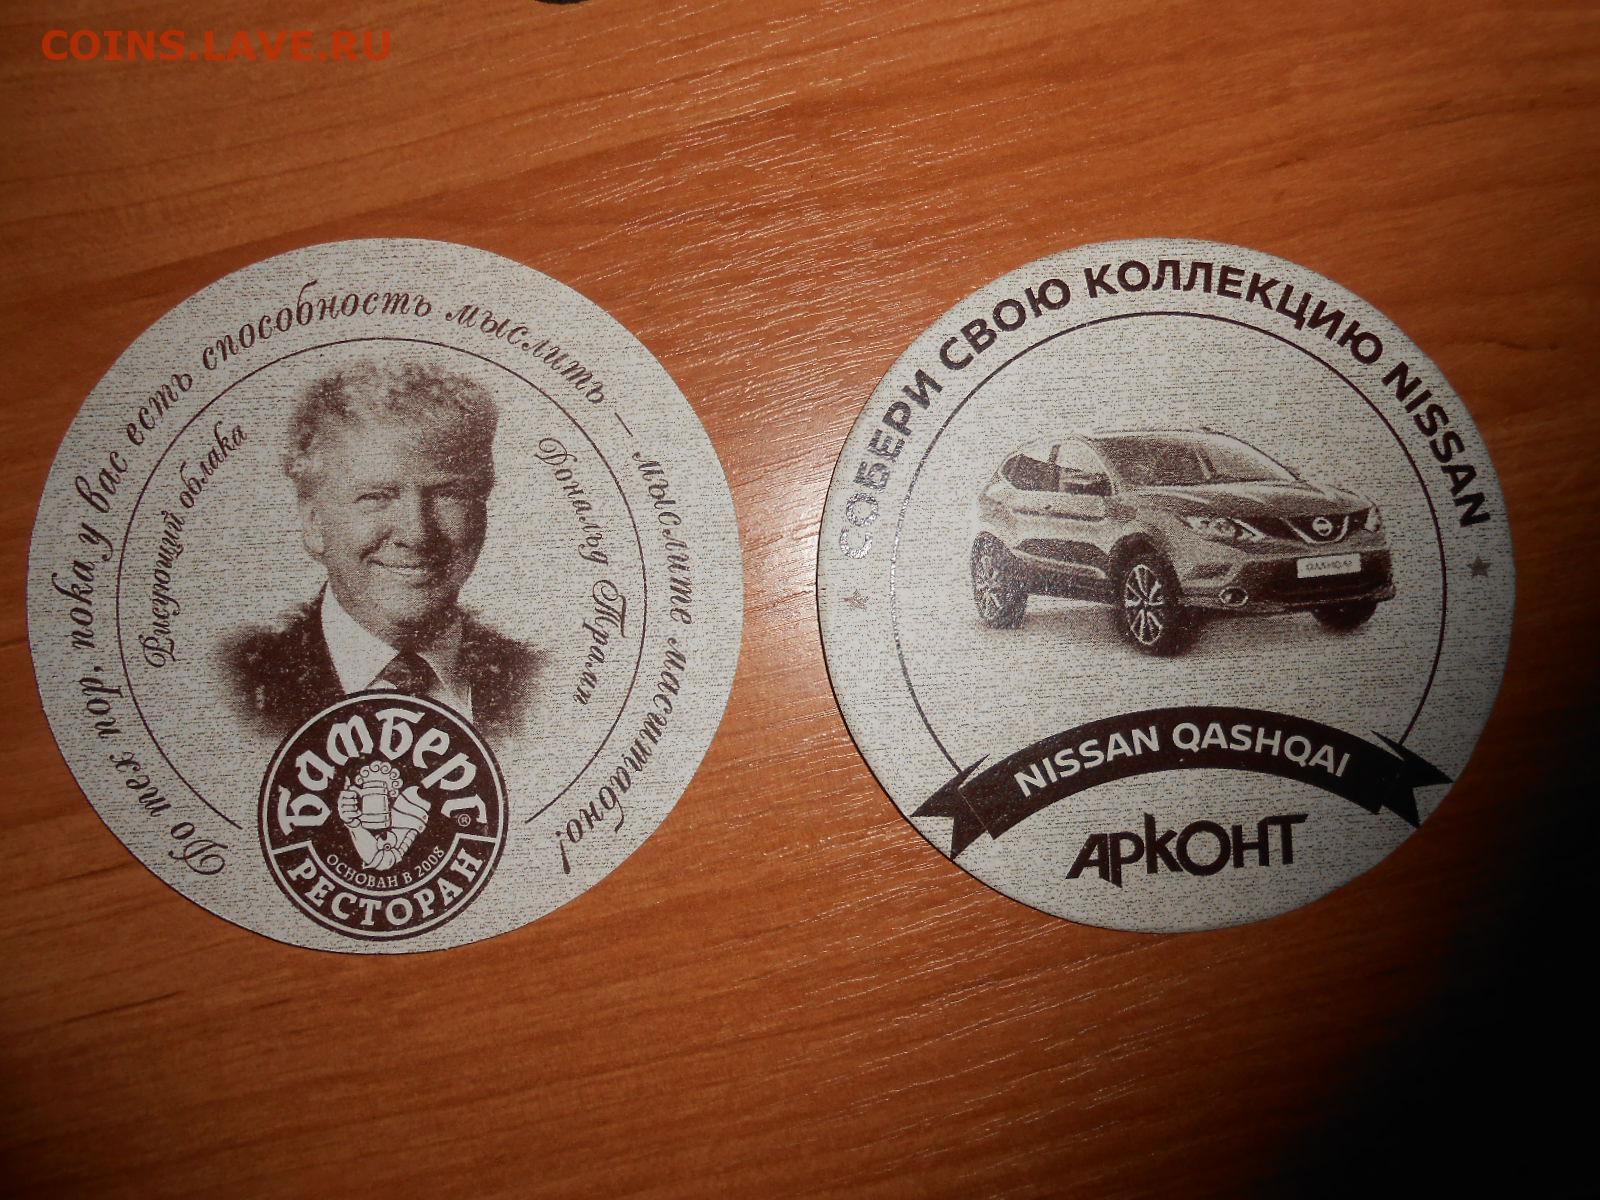 COINS.LAVE.RU
До тех пор, пока у вас есть способность мыслить – мыслите масштабно!
Рисующий облака
Дональд Трамп
Бамберг®
ОСНОВАН В 2008
РЕСТОРАН
СОБЕРИ СВОЮ КОЛЛЕКЦИЮ NISSAN
QASHQAI
NISSAN QASHQAI
АРКОНТ